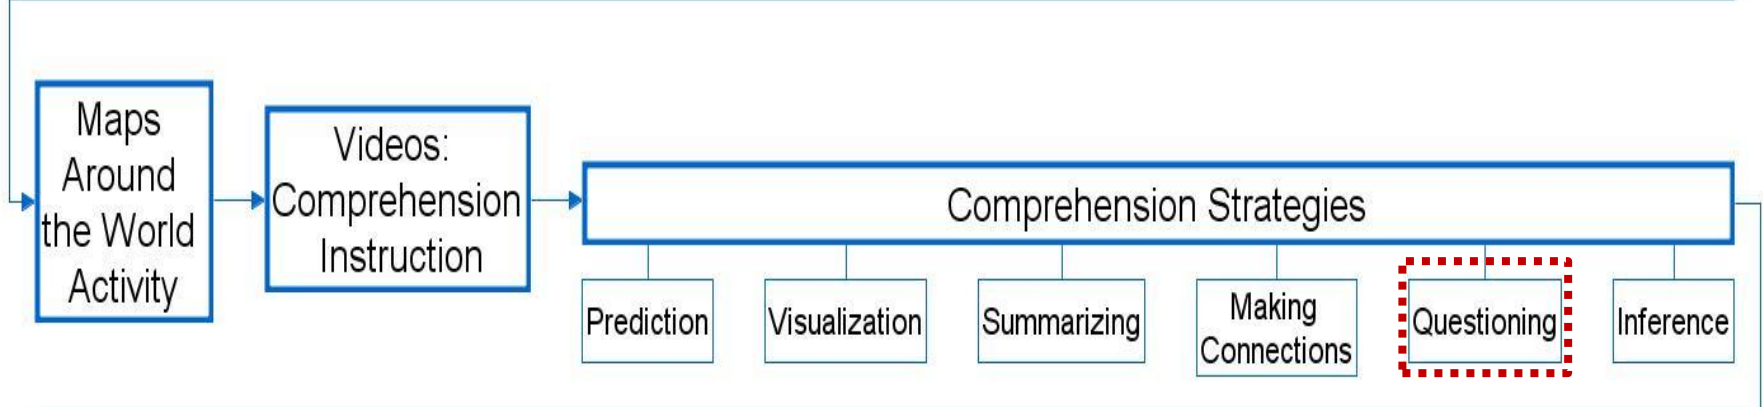 Maps
Around
the World
Activity
Videos:
Comprehension
Instruction
Comprehension Strategies
Prediction
Visualization
Summarizing
Making
Connections
Questioning
Inference